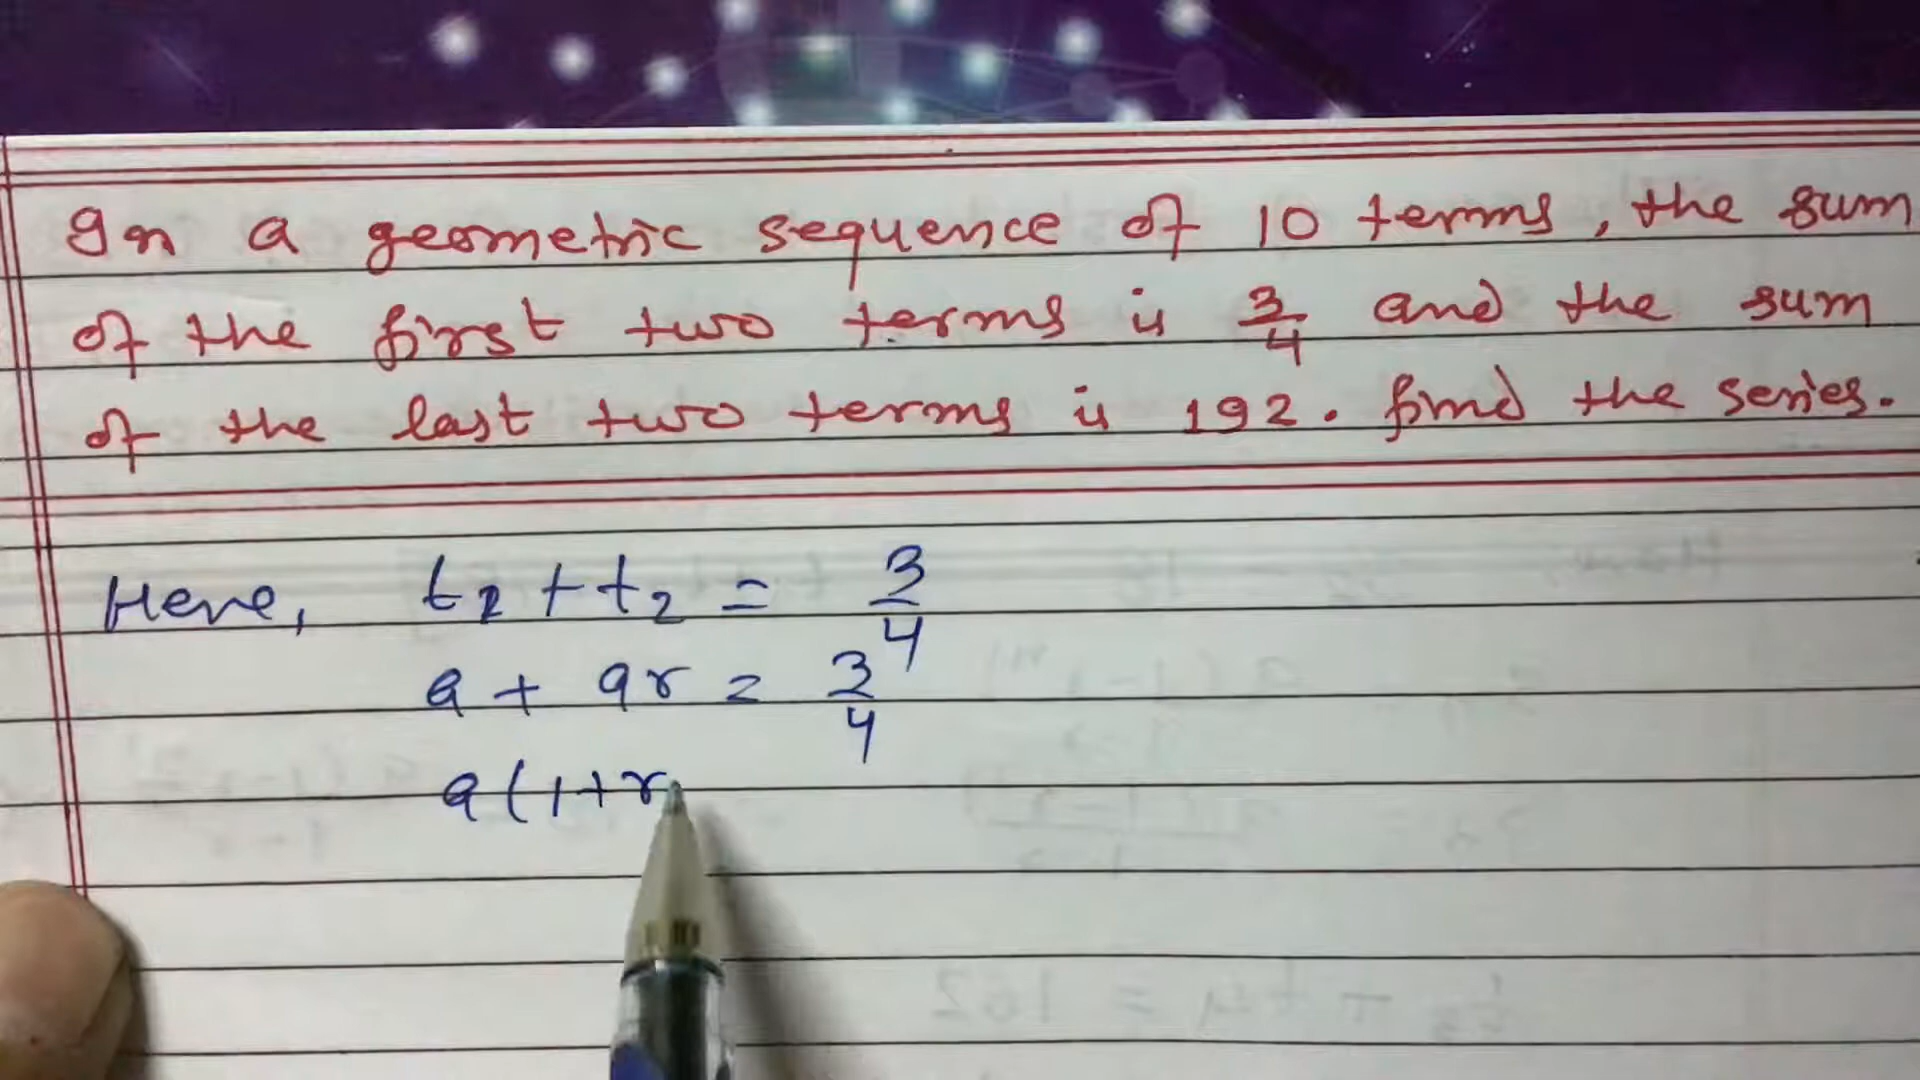 In a geometric sequence of 10 terms, the sum
of the first two terms is 3/4 and the sum
of the last two terms is 192. find the series.
Here, t1 + t2 = 3/4
a + ar = 3/4
a(1+r